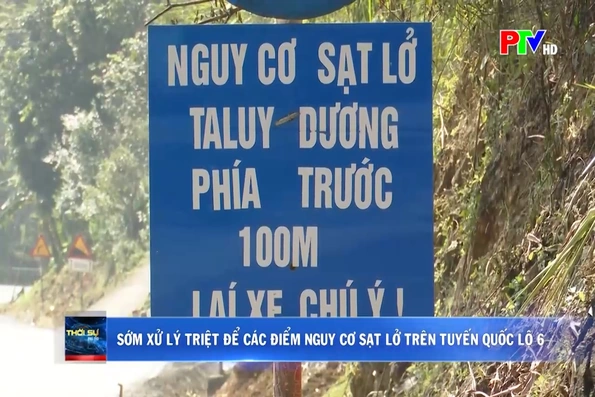 PTV HD
NGUY CƠ SẠT LỞ
TALUY DƯƠNG
PHÍA TRƯỚC
100M
LÁI XE CHÚ Ý !
THỜI SỰ
SỚM XỬ LÝ TRIỆT ĐỂ CÁC ĐIỂM NGUY CƠ SẠT LỞ TRÊN TUYẾN QUỐC LỘ 6